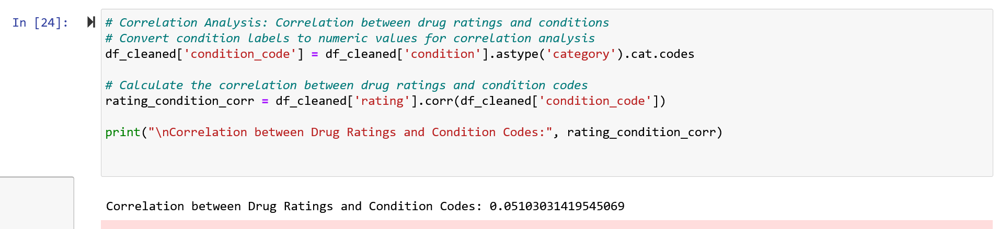 In [24]:
# Correlation Analysis: Correlation between drug ratings and conditions
# Convert condition labels to numeric values for correlation analysis
df_cleaned['condition_code'] = df_cleaned['condition'].astype('category').cat.codes
# Calculate the correlation between drug ratings and condition codes
rating_condition_corr = df_cleaned['rating'].corr(df_cleaned['condition_code'])
print("\nCorrelation between Drug Ratings and Condition Codes:", rating_condition_corr)
Correlation between Drug Ratings and Condition Codes: 0.05103031419545069